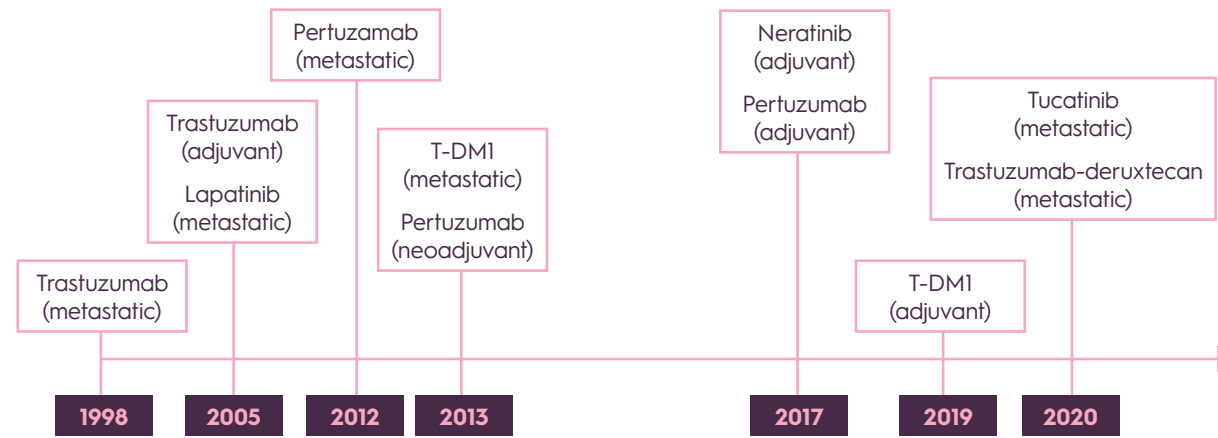 Pertuzamab
(metastatic)
Neratinib
(adjuvant)
Pertuzumab
(adjuvant)
Tucatinib
(metastatic)
Trastuzumab-deruxtecan
(metastatic)
Trastuzumab
(adjuvant)
Lapatinib
(metastatic)
T-DM1
(metastatic)
Pertuzumab
(neoadjuvant)
Trastuzumab
(metastatic)
T-DM1
(adjuvant)
1998
2005
2012
2013
2017
2019
2020